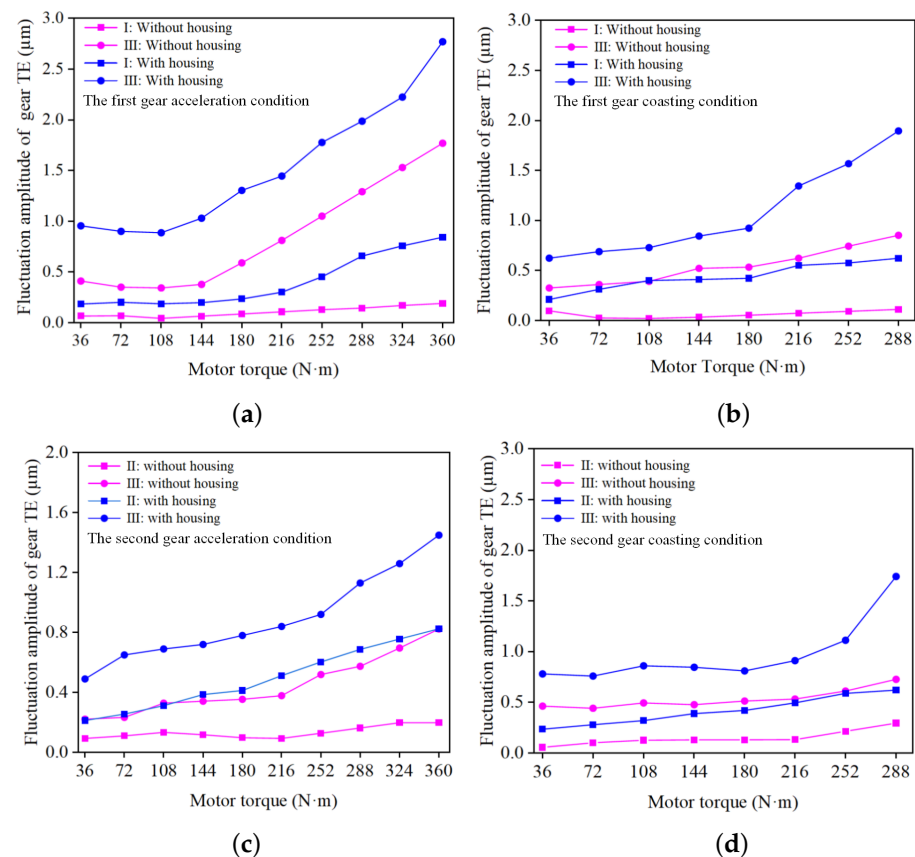 3.0
2.5
2.0
1.5
1.0
0.5
0.0
Fluctuation amplitude of gear TE (μm)
I: Without housing
III: Without housing
I: With housing
III: With housing
The first gear acceleration condition
36 72 108 144 180 216 252 288 324 360
Motor torque (N·m)
(a)
3.0
2.5
2.0
1.5
1.0
0.5
0.0
Fluctuation amplitude of gear TE (μm)
I: Without housing
III: Without housing
I: With housing
III: With housing
The first gear coasting condition
36 72 108 144 180 216 252 288
Motor Torque (N·m)
(b)
2.0
1.6
1.2
0.8
0.4
0.0
Fluctuation amplitude of gear TE (μm)
II: without housing
III: without housing
II: with housing
III: with housing
The second gear acceleration condition
36 72 108 144 180 216 252 288 324 360
Motor torque (N·m)
(c)
3.0
2.5
2.0
1.5
1.0
0.5
0.0
Fluctuation amplitude of gear TE (μm)
II: without housing
III: without housing
II: with housing
III: with housing
The second gear coasting condition
36 72 108 144 180 216 252 288
Motor torque (N·m)
(d)